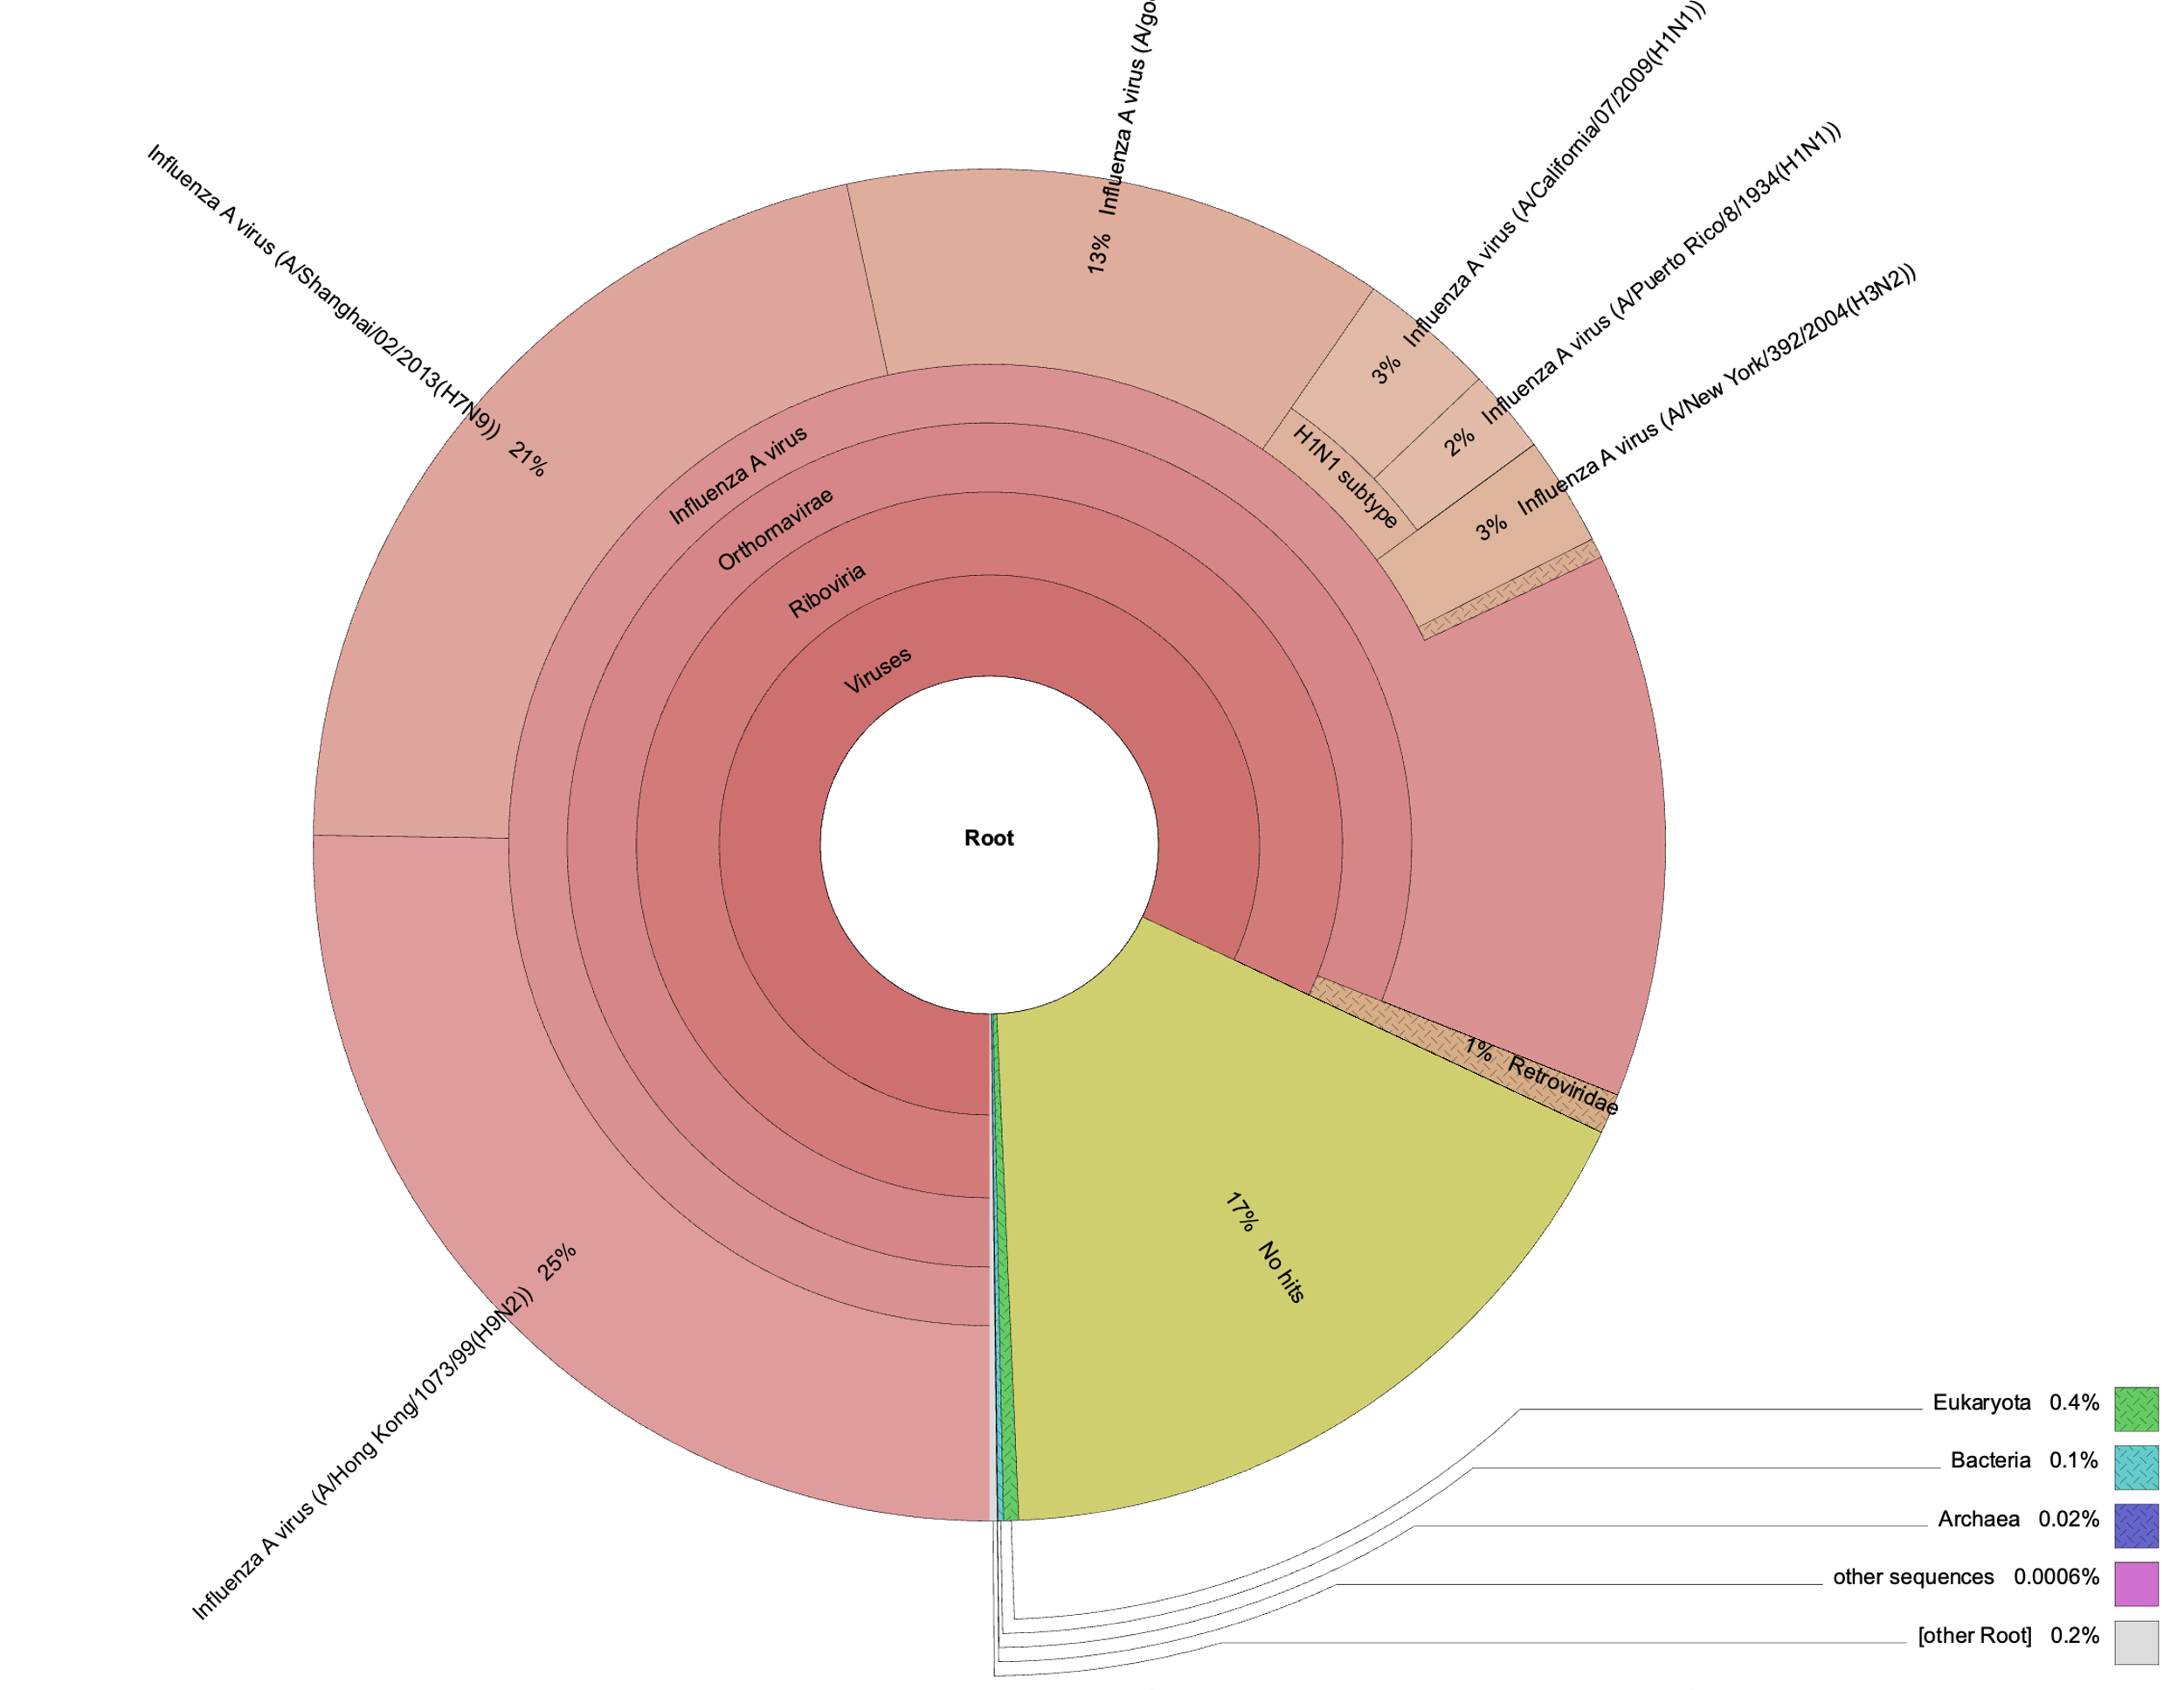 Influenza A virus (A/go
13%
Influenza A virus (A/California/07/2009(H1N1))
3%
Influenza A virus (A/Puerto Rico/8/1934(H1N1))
2%
Influenza A virus (A/New York/392/2004(H3N2))
3%
H1N1 subtype
Influenza A virus (A/Shanghai/02/2013(H7N9)) 21%
Influenza A virus
Orthornavirae
Riboviria
Viruses
Root
1% Retroviridae
17% No hits
Influenza A virus (A/Hong Kong/1073/99(H9N2)) 25%
Eukaryota 0.4%
Bacteria 0.1%
Archaea 0.02%
other sequences 0.0006%
[other Root] 0.2%